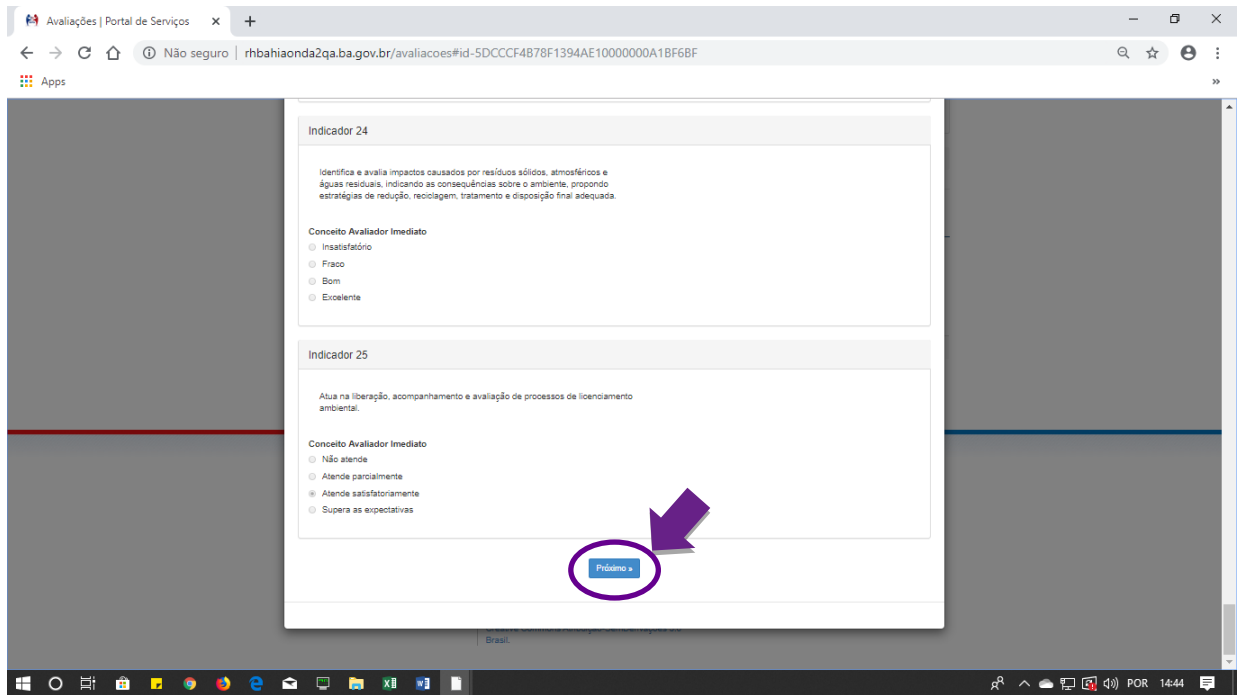 Avaliações | Portal de Serviços
Não seguro | rhbahiaonda2qa.ba.gov.br/avaliacoes#id-5DCCCF4B78F1394AE10000000A1BF6BF
Apps
Indicador 24
Identifica e avalia impactos causados por resíduos sólidos, atmosféricos e
águas residuais, indicando as consequências sobre o ambiente, propondo
estratégias de redução, reciclagem, tratamento e disposição final adequada.
Conceito Avaliador Imediato
Insatisfatório
Fraco
Bom
Excelente
Indicador 25
Atua na liberação, acompanhamento e avaliação de processos de licenciamento
ambiental.
Conceito Avaliador Imediato
Não atende
Atende parcialmente
Atende satisfatoriamente
Supera as expectativas
Próximo »
Brasil.
POR 14:44